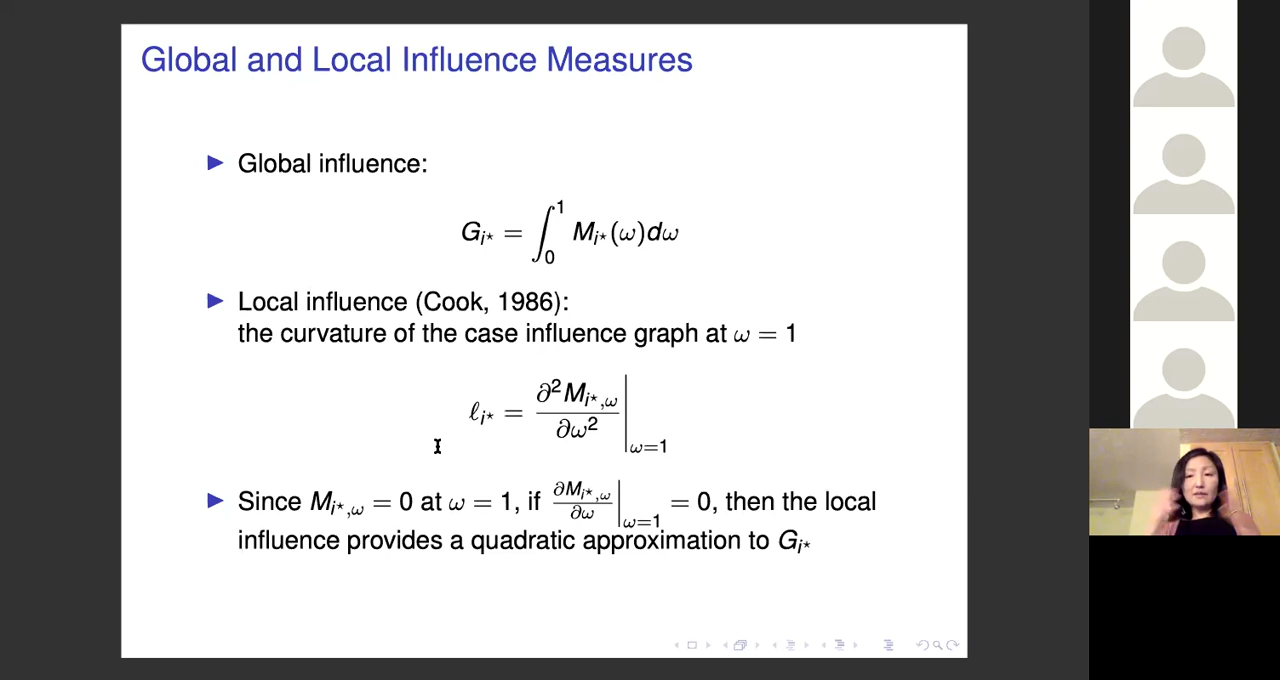 Global and Local Influence Measures
Global influence:
G_{i⋆} = ∫_0^1 M_{i⋆}(ω)dω
Local influence (Cook, 1986):
the curvature of the case influence graph at ω = 1
ℓ_{i⋆} = ∂²M_{i⋆,ω} / ∂ω² |_{ω=1}
Since M_{i⋆,ω} = 0 at ω = 1, if ∂M_{i⋆,ω} / ∂ω |_{ω=1} = 0, then the local
influence provides a quadratic approximation to G_{i⋆}